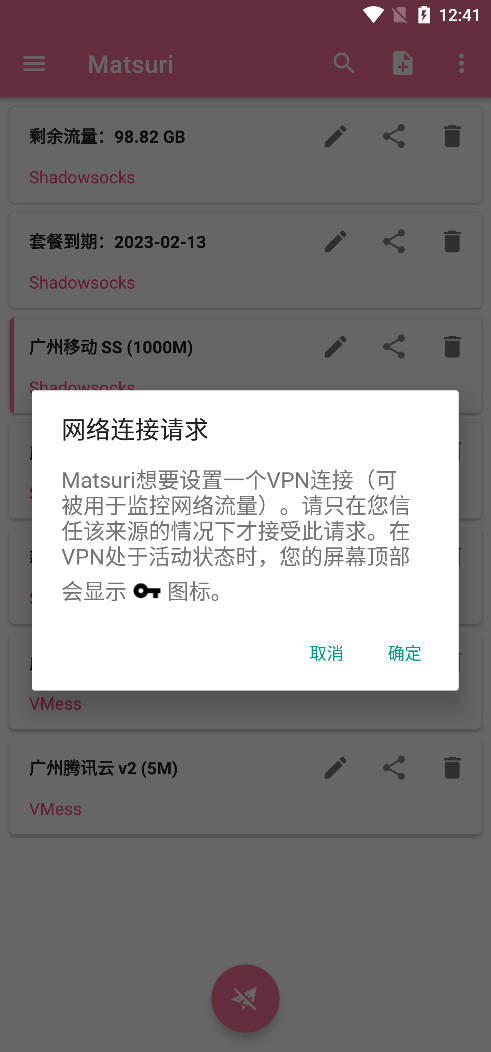 12:41
Matsuri
剩余流量：98.82 GB
Shadowsocks
套餐到期：2023-02-13
Shadowsocks
广州移动 SS (1000M)
Shadowsocks
网络连接请求
Matsuri想要设置一个VPN连接（可
被用于监控网络流量）。请只在您信
任该来源的情况下才接受此请求。在
VPN处于活动状态时，您的屏幕顶部
会显示 图标。
取消
确定
VMess
广州腾讯云 v2 (5M)
VMess